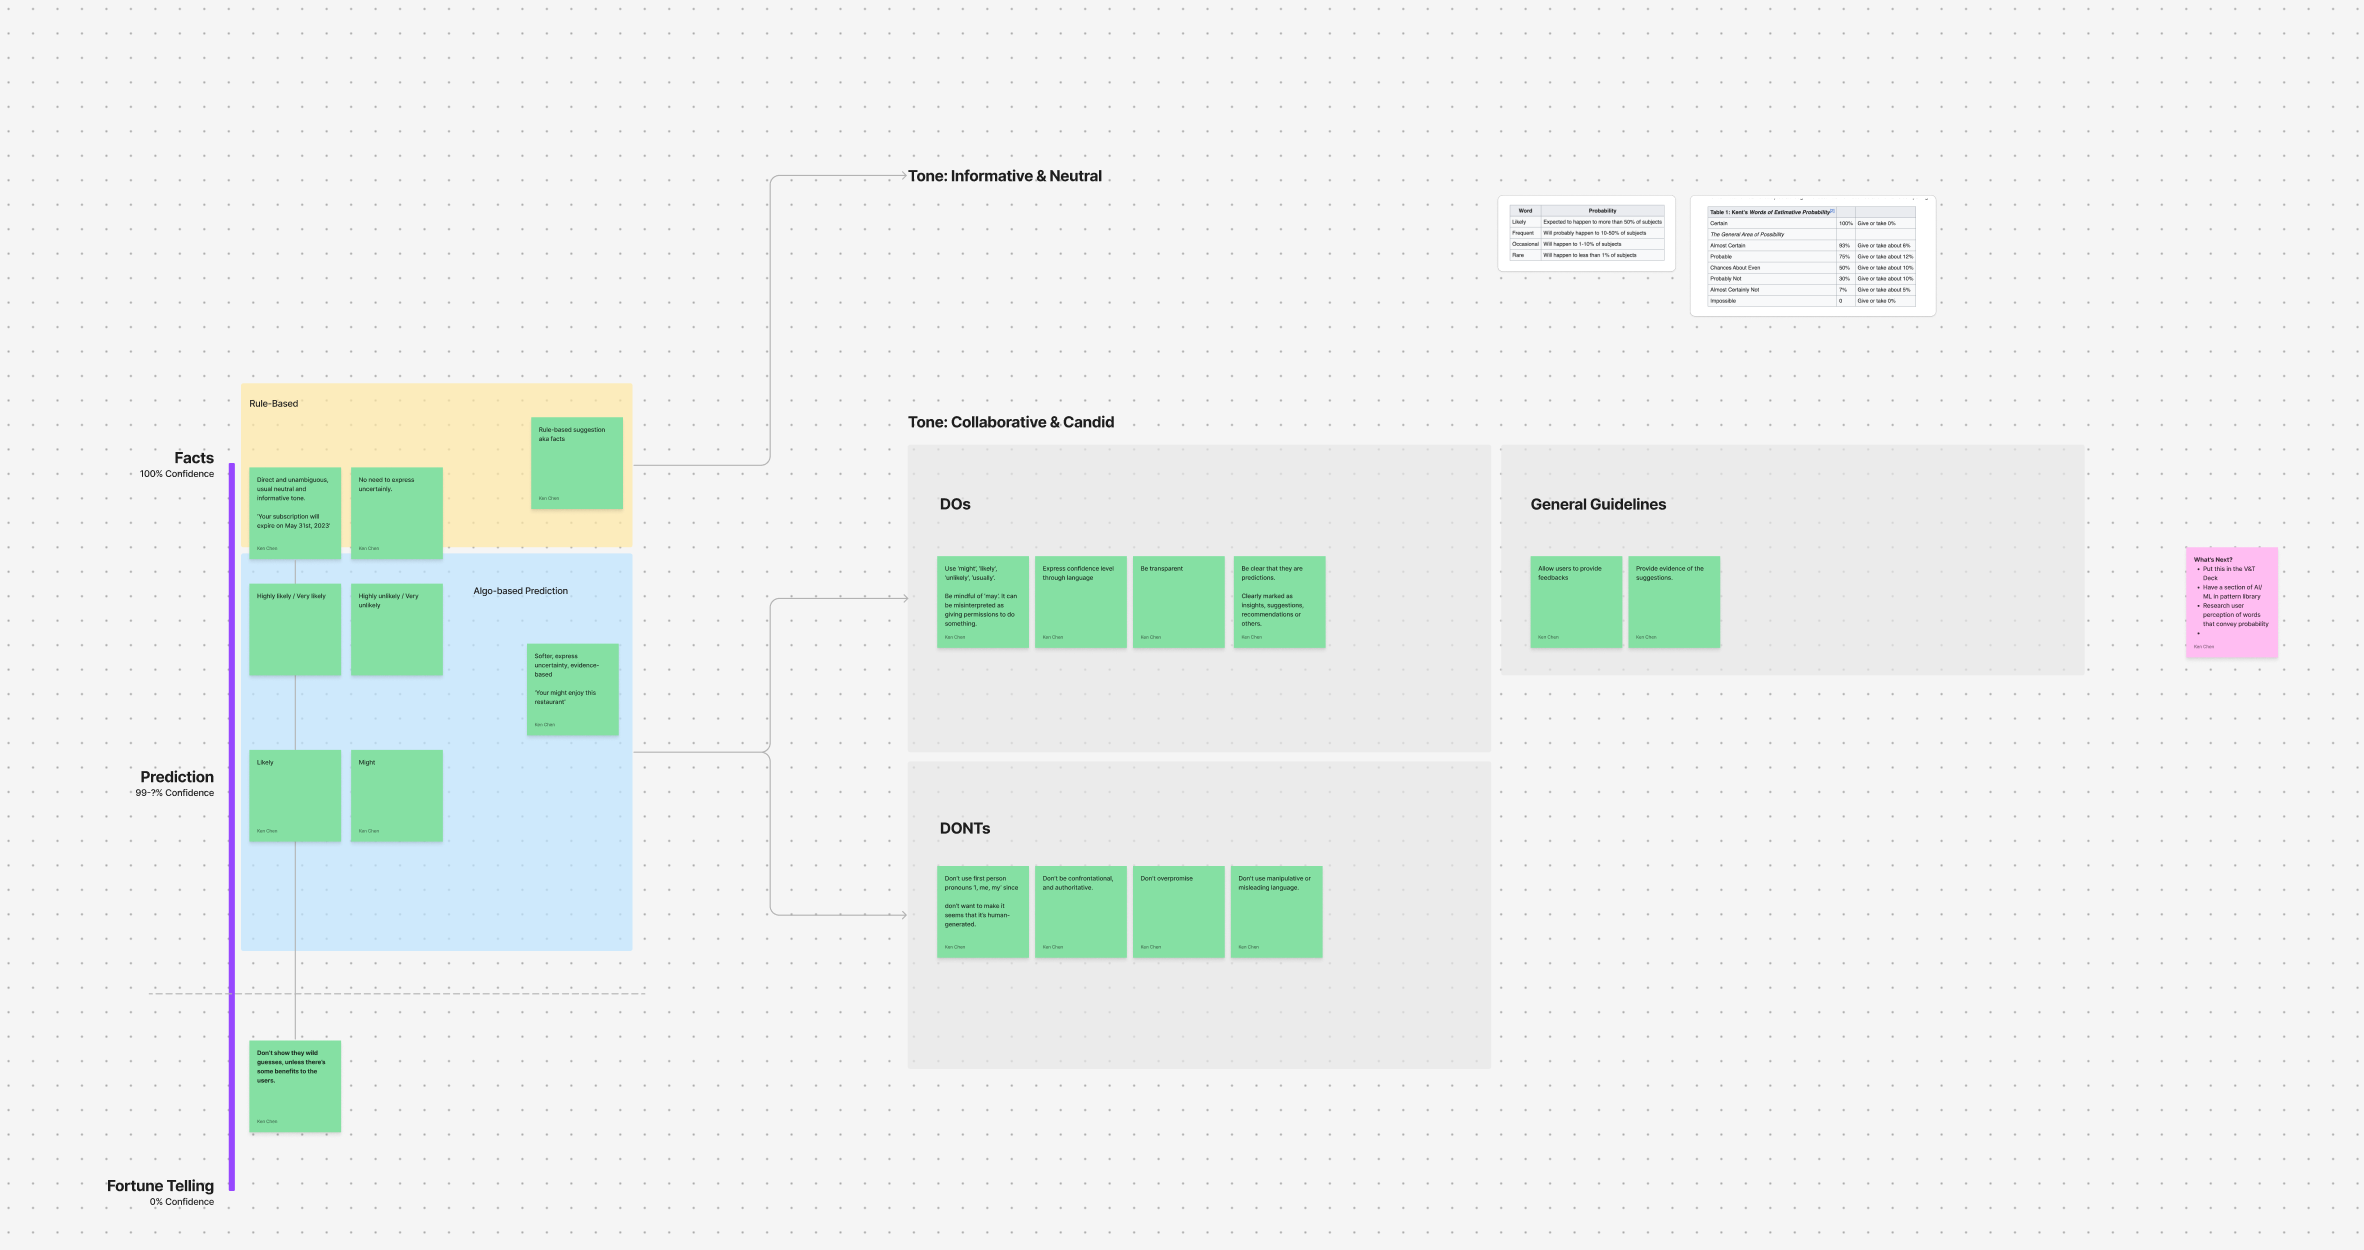 Tone: Informative & Neutral
Word Probability
Likely Expected to happen to more than 50% of subjects
Frequent Will probably happen to 10-50% of subjects
Occasional Will happen to 1-10% of subjects
Rare Will happen to less than 1% of subjects
Table 1: Kent's Words of Estimative Probability
Certain 100% Give or take 0%
The General Area of Possibility
Almost Certain 93% Give or take about 6%
Probable 75% Give or take about 12%
Chances About Even 50% Give or take about 10%
Probably Not 30% Give or take about 10%
Almost Certainly Not 7% Give or take about 5%
Impossible 0 Give or take 0%
Facts
100% Confidence
Rule-Based
Rule-based suggestion
aka facts
Ken Chen
Direct and unambiguous,
usual neutral and
informative tone.
'Your subscription will
expire on May 31st, 2023'
Ken Chen
No need to express
uncertainly.
Ken Chen
Prediction
99-?% Confidence
Algo-based Prediction
Highly likely / Very likely
Ken Chen
Highly unlikely / Very
unlikely
Ken Chen
Softer, express
uncertainty, evidence-
based
'Your might enjoy this
restaurant'
Ken Chen
Likely
Ken Chen
Might
Ken Chen
Don't show they wild
guesses, unless there's
some benefits to the
users.
Ken Chen
Fortune Telling
0% Confidence
Tone: Collaborative & Candid
DOs
Use 'might', 'likely',
'unlikely', 'usually'.
Be mindful of 'may'. It can
be misinterpreted as
giving permissions to do
something.
Ken Chen
Express confidence level
through language
Ken Chen
Be transparent
Ken Chen
Be clear that they are
predictions.
Clearly marked as
insights, suggestions,
recommendations or
others.
Ken Chen
DONTs
Don't use first person
pronouns 'I, me, my' since
don't want to make it
seems that it's human-
generated.
Ken Chen
Don't be confrontational,
and authoritative.
Ken Chen
Don't overpromise
Ken Chen
Don't use manipulative or
misleading language.
Ken Chen
General Guidelines
Allow users to provide
feedbacks
Ken Chen
Provide evidence of the
suggestions.
Ken Chen
What's Next?
• Put this in the V&T
Deck
• Have a section of AI/
ML in pattern library
• Research user
perception of words
that convey probability
•
Ken Chen